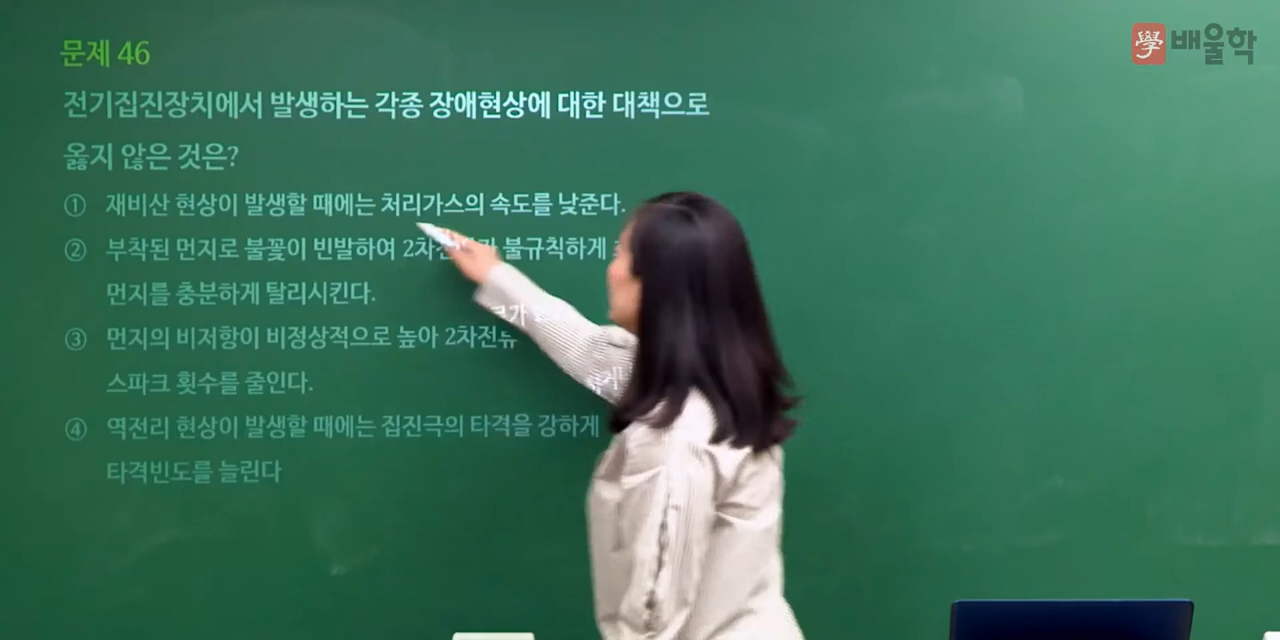 學 배울학
문제 46
전기집진장치에서 발생하는 각종 장애현상에 대한 대책으로
옳지 않은 것은?
① 재비산 현상이 발생할 때에는 처리가스의 속도를 낮춘다.
② 부착된 먼지로 불꽃이 빈발하여 2차 불규칙하게
먼지를 충분하게 탈리시킨다.
③ 먼지의 비저항이 비정상적으로 높아 2차전류
스파크 횟수를 줄인다.
④ 역전리 현상이 발생할 때에는 집진극의 타격을 강하게
타격빈도를 늘린다